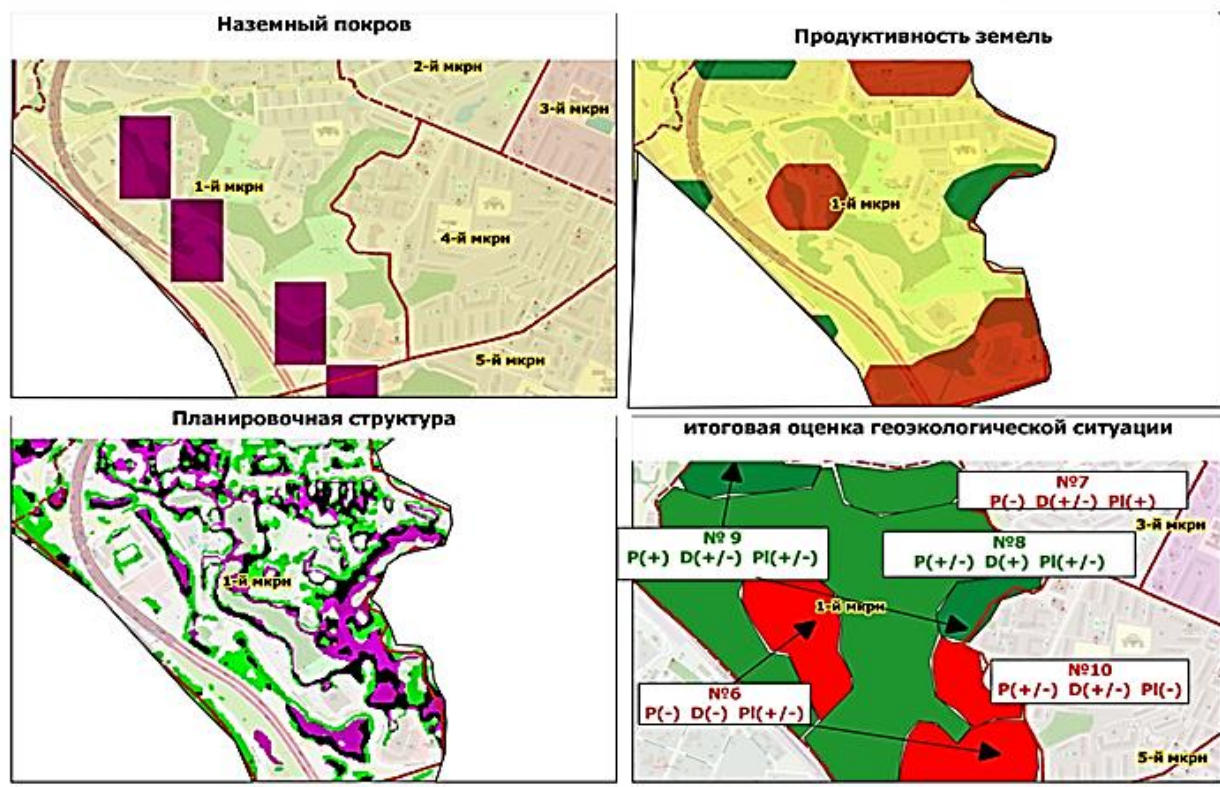 Наземный покров
2-й мкрн
3-й мкрн
1-й мкрн
4-й мкрн
5-й мкрн
Продуктивность земель
1-й мкрн
Планировочная структура
1-й мкрн
итоговая оценка геоэкологической ситуации
№7
P(-) D(+/-) Pl(+)
3-й мкрн
№ 9
P(+) D(+/-) Pl(+/-)
№8
P(+/-) D(+) Pl(+/-)
1-й мкрн
№6
P(-) D(-) Pl(+/-)
№10
P(+/-) D(+/-) Pl(-)
5-й мкрн